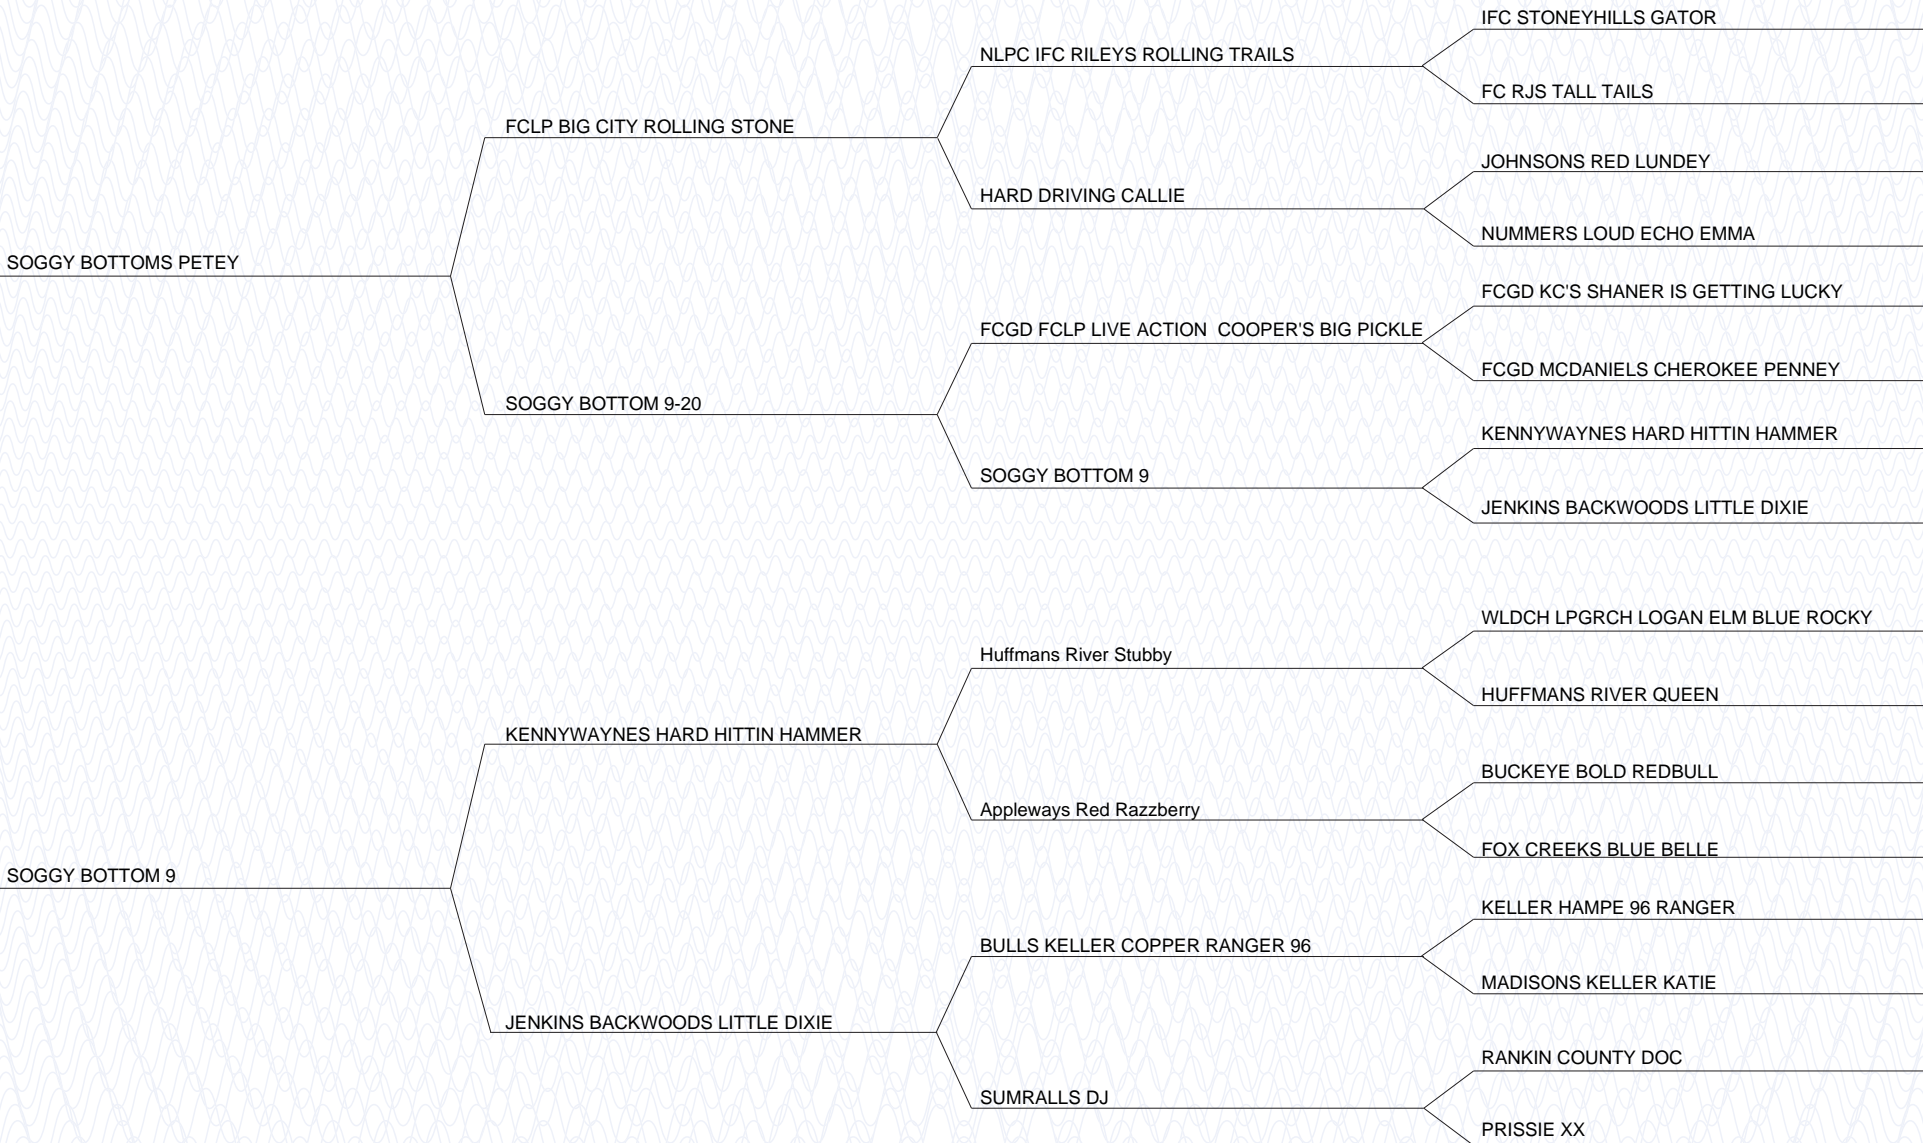 IFC STONEYHILLS GATOR
NLPC IFC RILEYS ROLLING TRAILS
FC RJS TALL TAILS
FCLP BIG CITY ROLLING STONE
JOHNSONS RED LUNDEY
HARD DRIVING CALLIE
NUMMERS LOUD ECHO EMMA
SOGGY BOTTOMS PETEY
FCGD KC'S SHANER IS GETTING LUCKY
FCGD FCLP LIVE ACTION  COOPER'S BIG PICKLE
FCGD MCDANIELS CHEROKEE PENNEY
SOGGY BOTTOM 9-20
KENNYWAYNES HARD HITTIN HAMMER
SOGGY BOTTOM 9
JENKINS BACKWOODS LITTLE DIXIE
WLDCH LPGRCH LOGAN ELM BLUE ROCKY
Huffmans River Stubby
HUFFMANS RIVER QUEEN
KENNYWAYNES HARD HITTIN HAMMER
BUCKEYE BOLD REDBULL
Appleways Red Razzberry
FOX CREEKS BLUE BELLE
SOGGY BOTTOM 9
KELLER HAMPE 96 RANGER
BULLS KELLER COPPER RANGER 96
MADISONS KELLER KATIE
JENKINS BACKWOODS LITTLE DIXIE
RANKIN COUNTY DOC
SUMRALLS DJ
PRISSIE XX